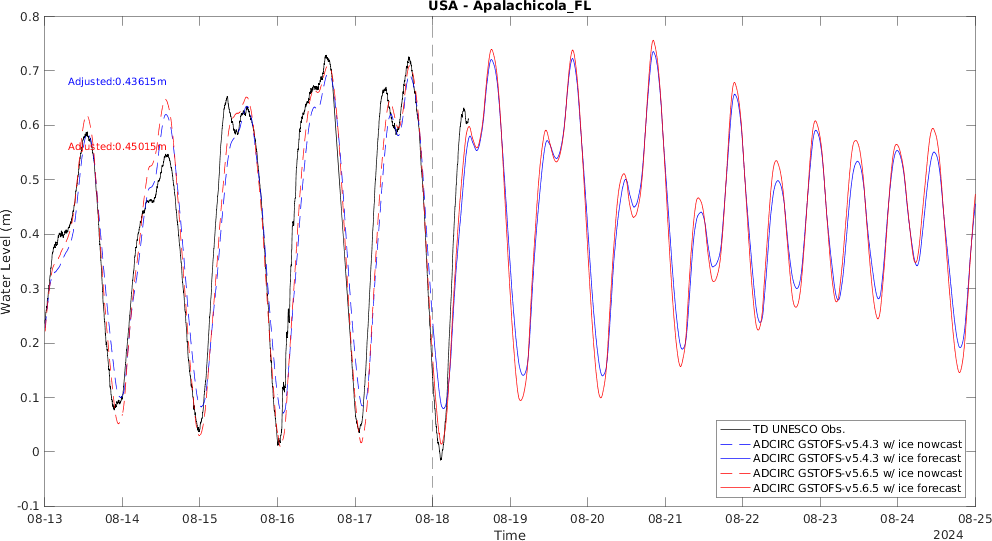 USA - Apalachicola_FL
Water Level (m)
0.8
0.7
0.6
0.5
0.4
0.3
0.2
0.1
0
-0.1
Adjusted:0.43615m
Adjusted:0.45015m
TD UNESCO Obs.
ADCIRC GSTOFS-v5.4.3 w/ ice nowcast
ADCIRC GSTOFS-v5.4.3 w/ ice forecast
ADCIRC GSTOFS-v5.6.5 w/ ice nowcast
ADCIRC GSTOFS-v5.6.5 w/ ice forecast
08-13 08-14 08-15 08-16 08-17 08-18 08-19 08-20 08-21 08-22 08-23 08-24 08-25
Time
2024